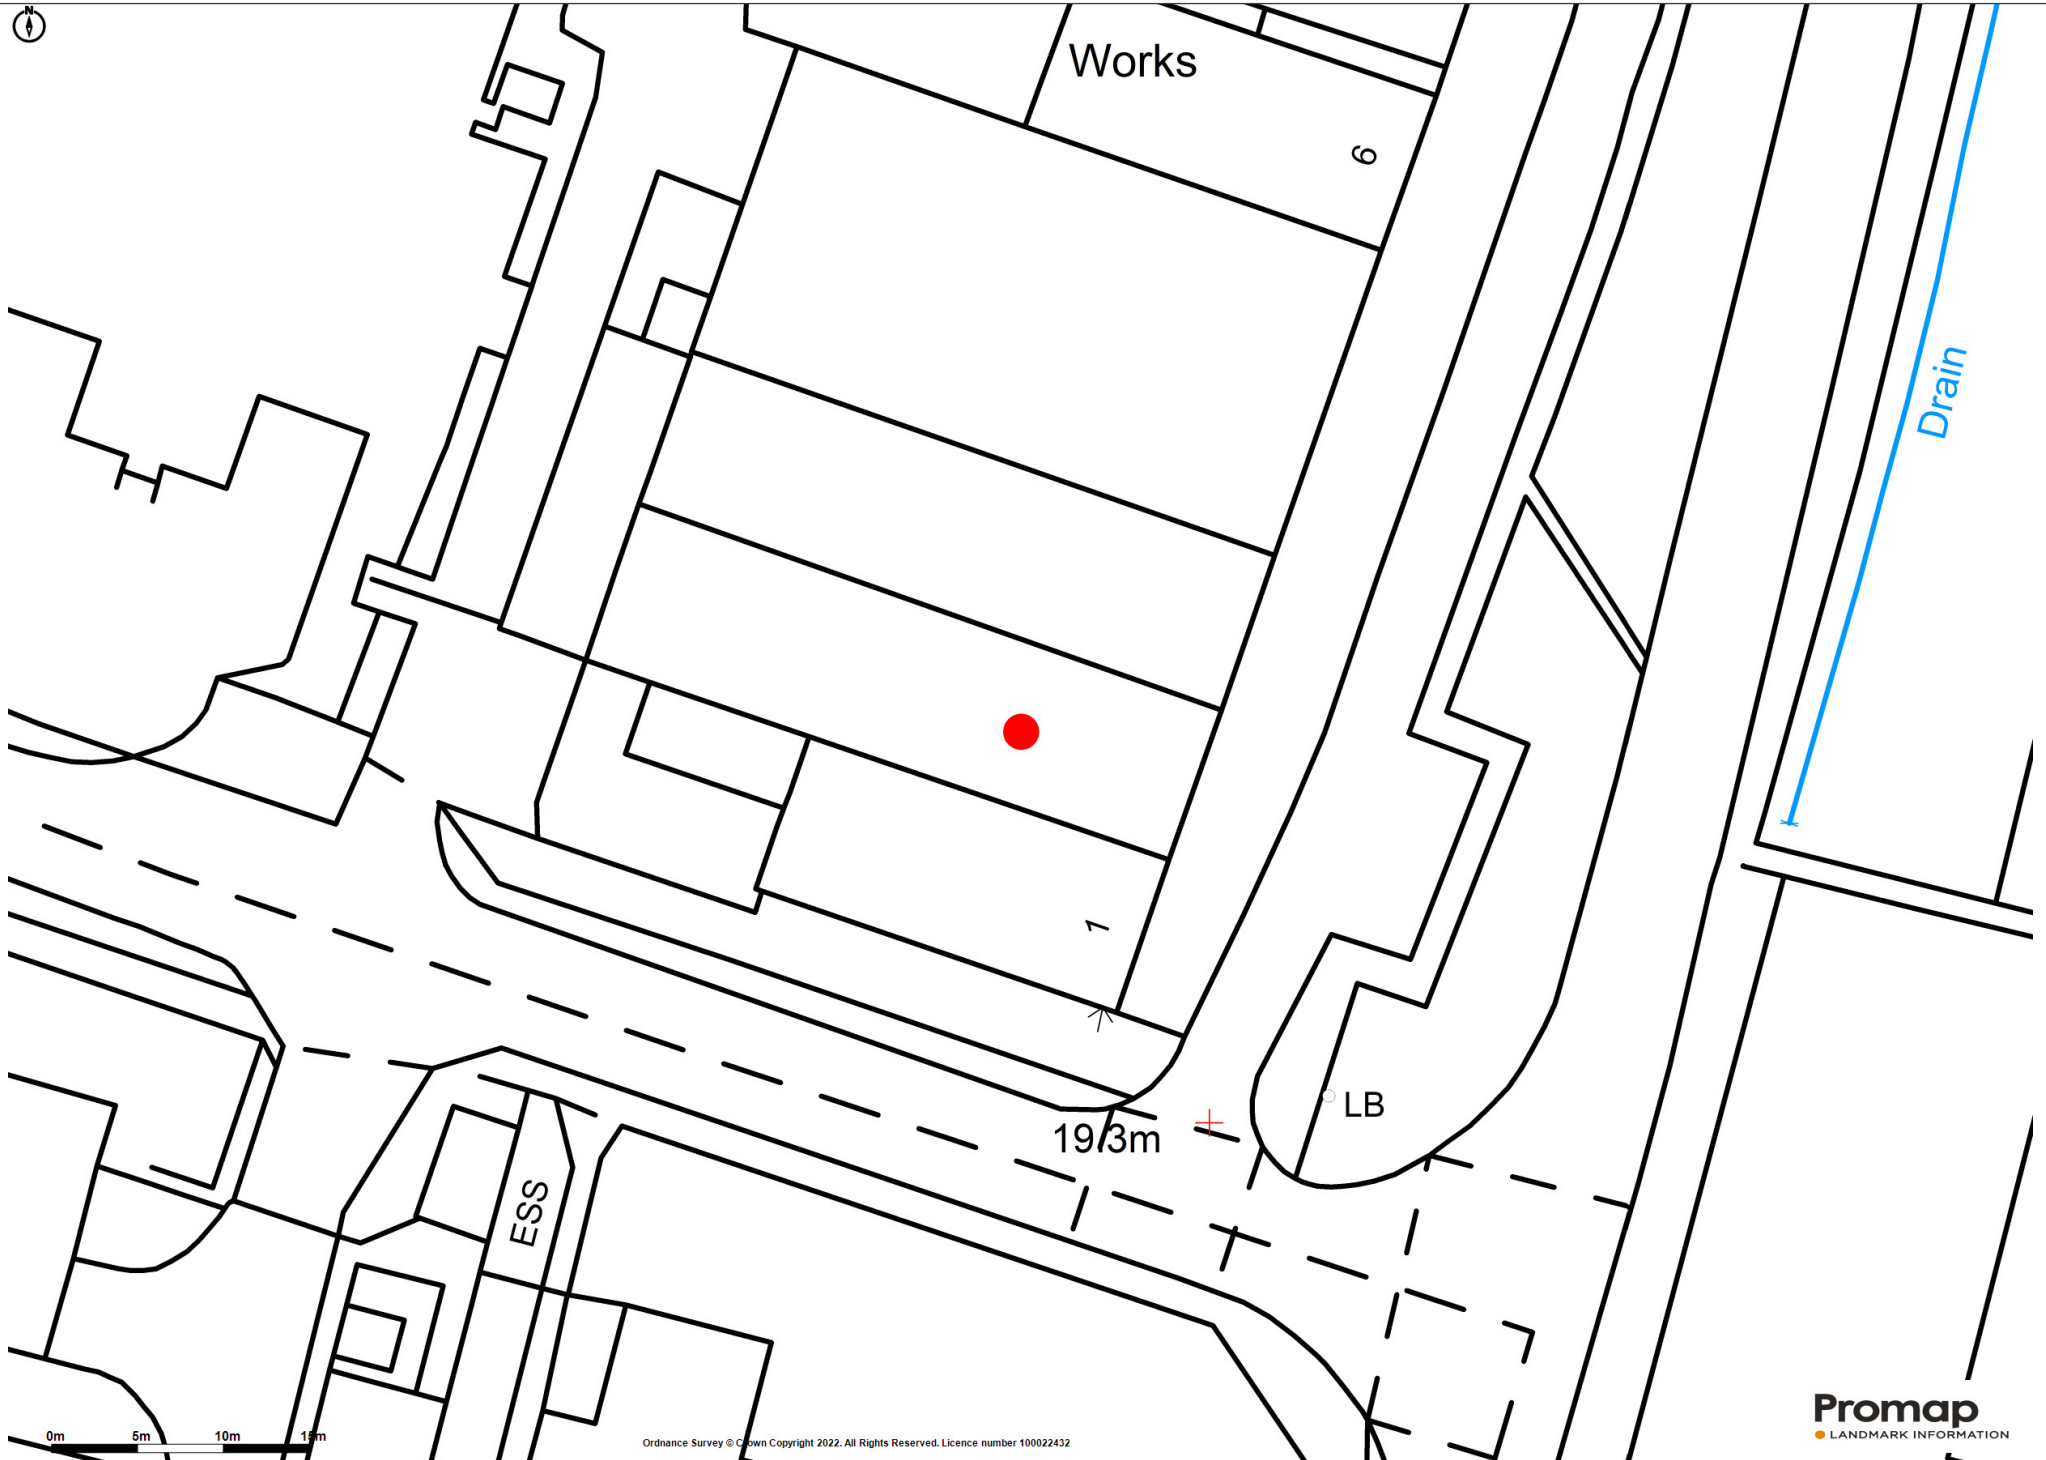 N
Works
6
Drain
1
LB
19.3m
ESS
0m 5m 10m 15m
Ordnance Survey © Crown Copyright 2022. All Rights Reserved. Licence number 100022432
Promap
LANDMARK INFORMATION